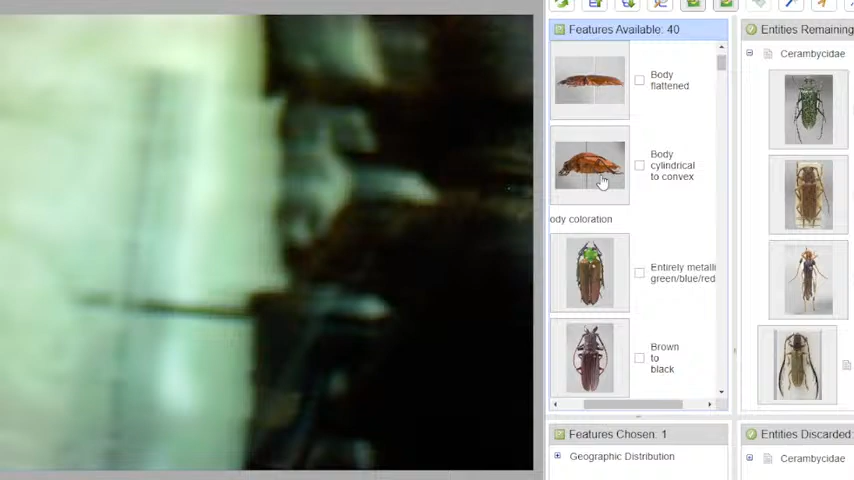 Features Available: 40
Entities Remaining
Body
flattened
Cerambycidae
Body
cylindrical
to convex
ody coloration
Entirely metalli
green/blue/red
Brown
to
black
Features Chosen: 1
Entities Discarded:
Geographic Distribution
Cerambycidae